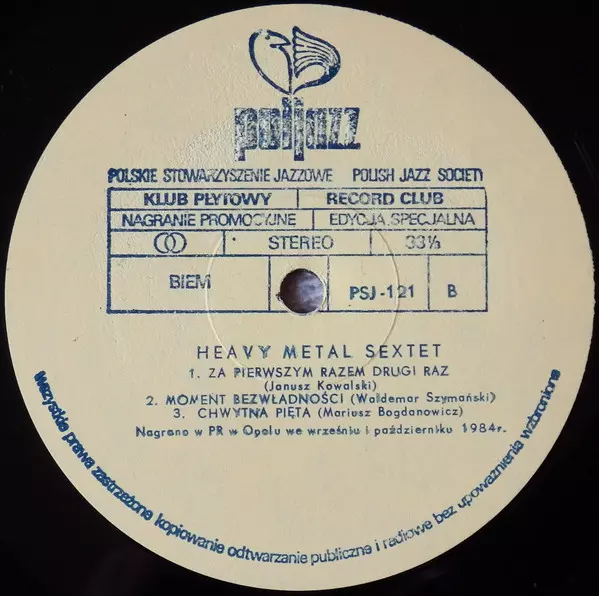 poljazz
POLSKIE STOWARZYSZENIE JAZZOWE POLISH JAZZ SOCIETY
KLUB PŁYTOWY RECORD CLUB
NAGRANIE PROMOCYJNE EDYCJA SPECJALNA
STEREO 33⅓
BIEM PSJ-121 B
HEAVY METAL SEXTET
1. ZA PIERWSZYM RAZEM DRUGI RAZ
(Janusz Kowalski)
2. MOMENT BEZWŁADNOŚCI (Waldemar Szymański)
3. CHWYTNA PIĘTA (Mariusz Bogdanowicz)
Nagrano w PR w Opolu we wrześniu i październiku 1984r.
Wszystkie prawa zastrzeżone kopiowanie odtwarzanie publiczne i radiowe bez upoważnienia wzbronione